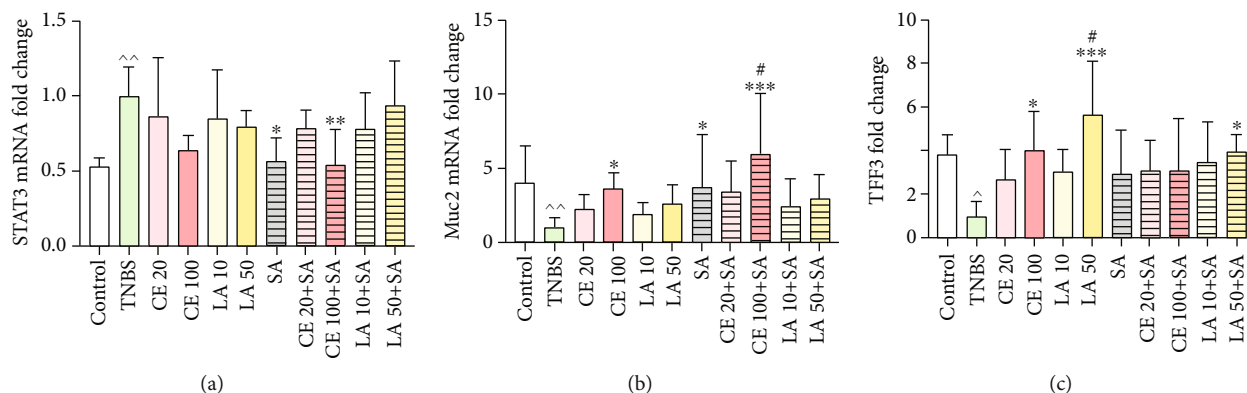 STAT3 mRNA fold change
1.5
1.0
0.5
0.0
^^
*
**
Control
TNBS
CE 20
CE 100
LA 10
LA 50
SA
CE 20+SA
CE 100+SA
LA 10+SA
LA 50+SA
(a)
Muc2 mRNA fold change
15
10
5
0
^^
*
*
#
***
Control
TNBS
CE 20
CE 100
LA 10
LA 50
SA
CE 20+SA
CE 100+SA
LA 10+SA
LA 50+SA
(b)
TFF3 fold change
10
8
6
4
2
0
^
*
#
***
*
Control
TNBS
CE 20
CE 100
LA 10
LA 50
SA
CE 20+SA
CE 100+SA
LA 10+SA
LA 50+SA
(c)